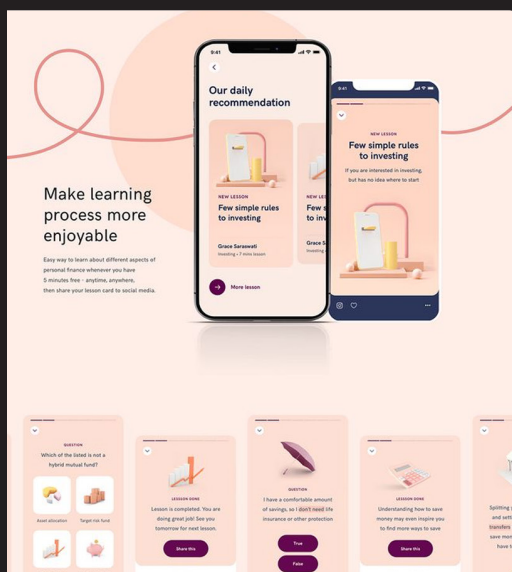 9:41
Our daily
recommendation
NEW LESSON
Few simple rules
to investing
Grace Saraswati
Investing • 7 mins lesson
More lesson
NEW LES
Few s
to inv
Grace S
Investing
9:41
NEW LESSON
Few simple rules
to investing
If you are interested in investing,
but has no idea where to start
Make learning
process more
enjoyable
Easy way to learn about different aspects of
personal finance whenever you have
5 minutes free - anytime, anywhere,
then share your lesson card to social media.
QUESTION
Which of the listed is not a
hybrid mutual fund?
Asset allocation
Target risk fund
LESSON DONE
Lesson is completed. You are
doing great job! See you
tomorrow for next lesson.
Share this
QUESTION
I have a comfortable amount
of savings, so I don't need life
insurance or other protection
True
False
LESSON DONE
Understanding how to save
money may even inspire you
to find more ways to save
Share this
Splitting
and sett
transfers
save mon
have t